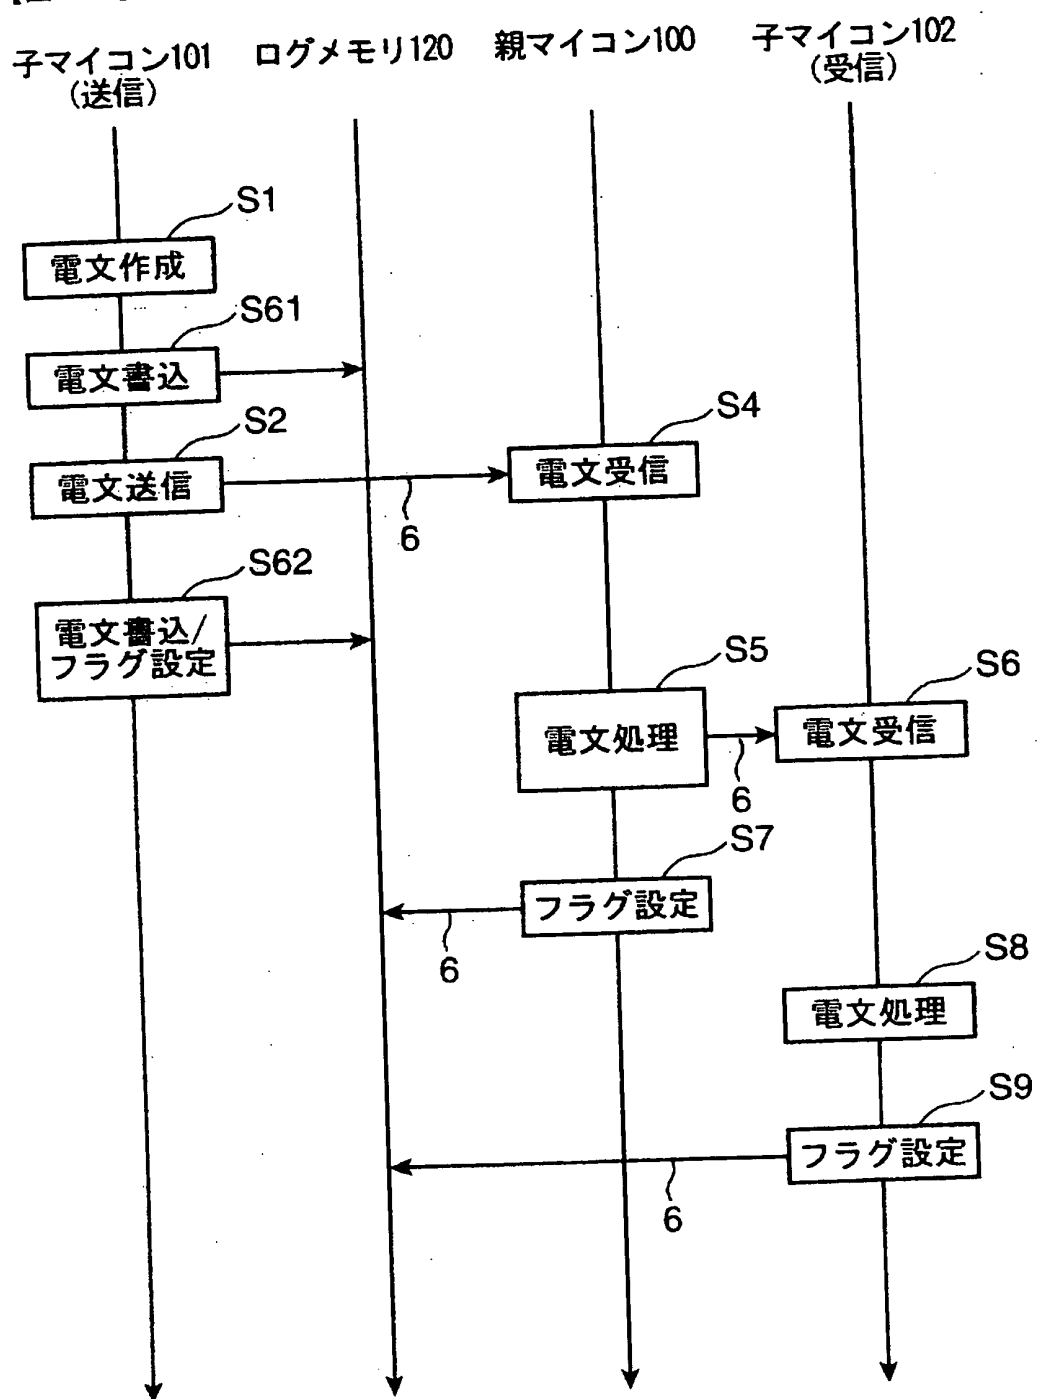 子マイコン101
(送信)
ログメモリ120
親マイコン100
子マイコン102
(受信)
S1
電文作成
S61
電文書込
S2
電文送信
6
S4
電文受信
S62
電文書込/
フラグ設定
S5
電文処理
6
S6
電文受信
S7
フラグ設定
6
S8
電文処理
S9
フラグ設定
6